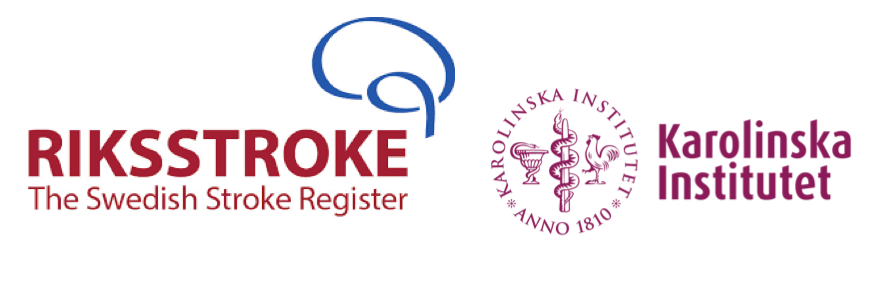 RIKSSTROKE
The Swedish Stroke Register
KAROLINSKA INSTITUTET
* ANNO 1810 *
Karolinska
Institutet